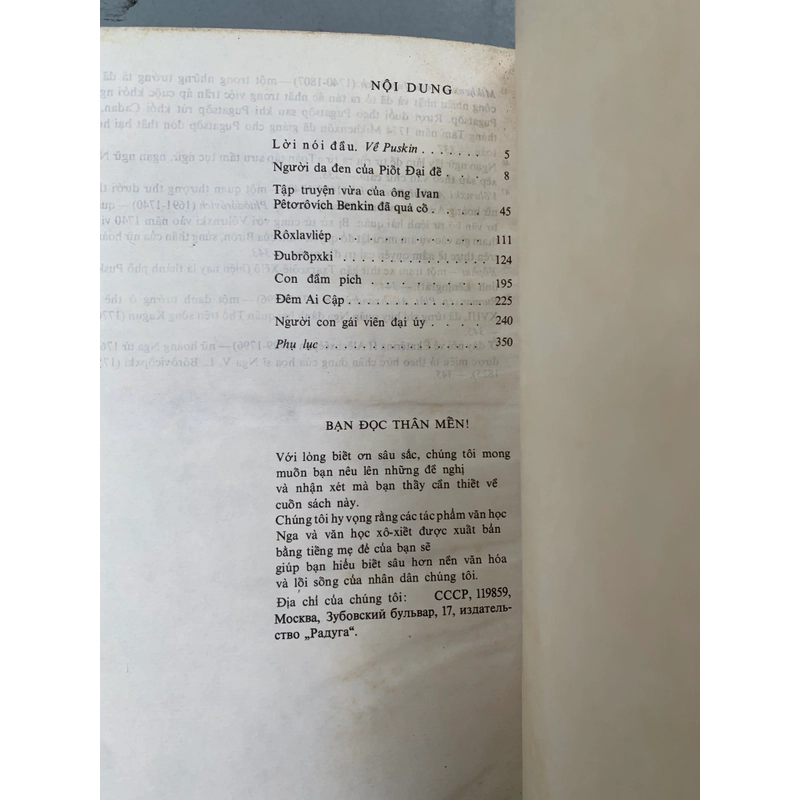 NỘI DUNG
Lời nói đầu. Về Puskin . . . . . . . 5
Người da đen của Piôt Đại đế . . . . . 8
Tập truyện vừa của ông Ivan
Pêtơrôvich Benkin đã quá cố . . . . . 45
Rôxlavliép . . . . . . . . . . . . . 111
Đubrôpxki . . . . . . . . . . . . . 124
Con đầm pích . . . . . . . . . . . 195
Đêm Ai Cập . . . . . . . . . . . . 225
Người con gái viên đại úy . . . . . . 240
Phụ lục . . . . . . . . . . . . . . 350
BẠN ĐỌC THÂN MẾN!
Với lòng biết ơn sâu sắc, chúng tôi mong
muốn bạn nêu lên những đề nghị
và nhận xét mà bạn thấy cần thiết về
cuốn sách này.
Chúng tôi hy vọng rằng các tác phẩm văn học
Nga và văn học xô-xiết được xuất bản
bằng tiếng mẹ đẻ của bạn sẽ
giúp bạn hiểu biết sâu hơn nền văn hóa
và lối sống của nhân dân chúng tôi.
Địa chỉ của chúng tôi: СССР, 119859,
Москва, Зубовский бульвар, 17, издатель-
ство „Радуга“.